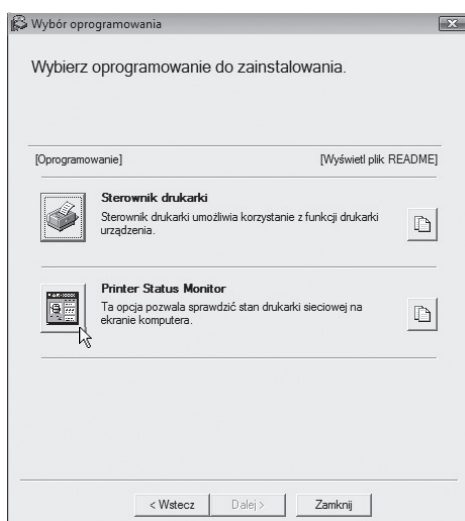 Wybór oprogramowania
Wybierz oprogramowanie do zainstalowania.
[Oprogramowanie] [Wyświetl plik README]
Sterownik drukarki
Sterownik drukarki umożliwia korzystanie z funkcji drukarki
urządzenia.
Printer Status Monitor
Ta opcja pozwala sprawdzić stan drukarki sieciowej na
ekranie komputera.
< Wstecz Dalej > Zamknij